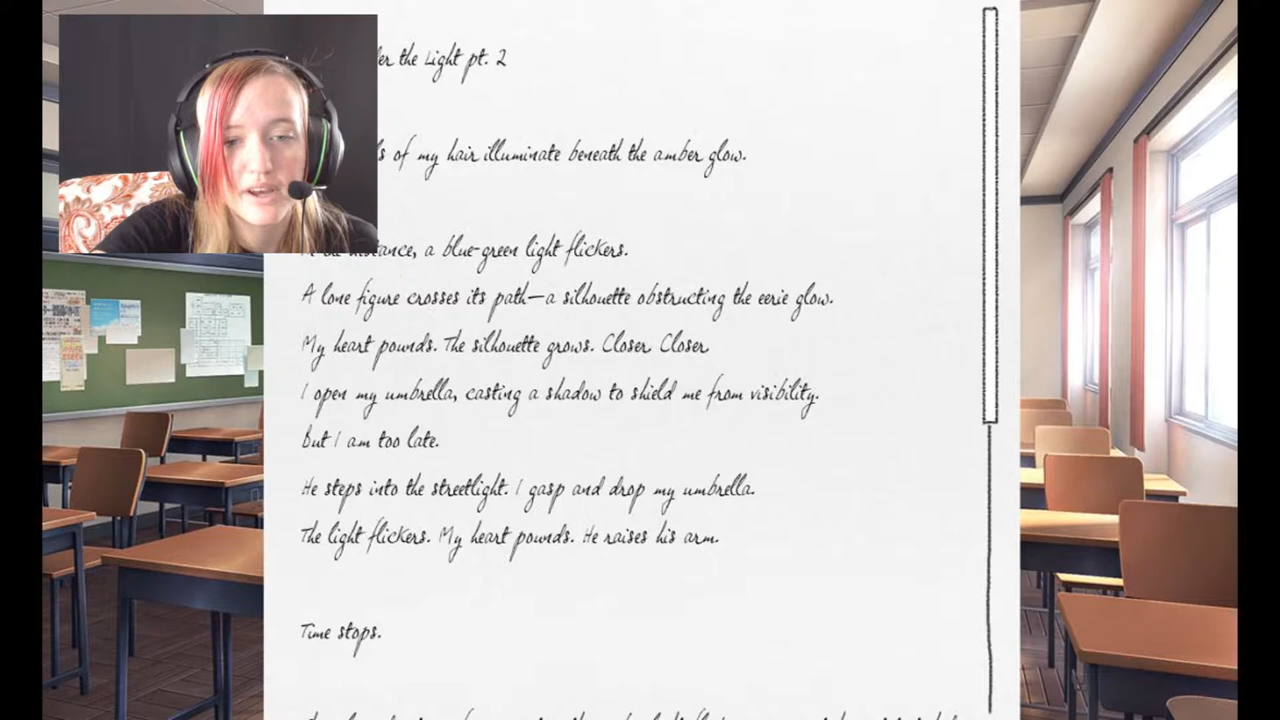 the Light pt. 2
of my hair illuminate beneath the amber glow.
a blue-green light flickers.
A lone figure crosses its path—a silhouette obstructing the eerie glow.
My heart pounds. The silhouette grows. Closer. Closer.
I open my umbrella, casting a shadow to shield me from visibility.
But I am too late.
He steps into the streetlight. I gasp and drop my umbrella.
The light flickers. My heart pounds. He raises his arm.
Time stops.